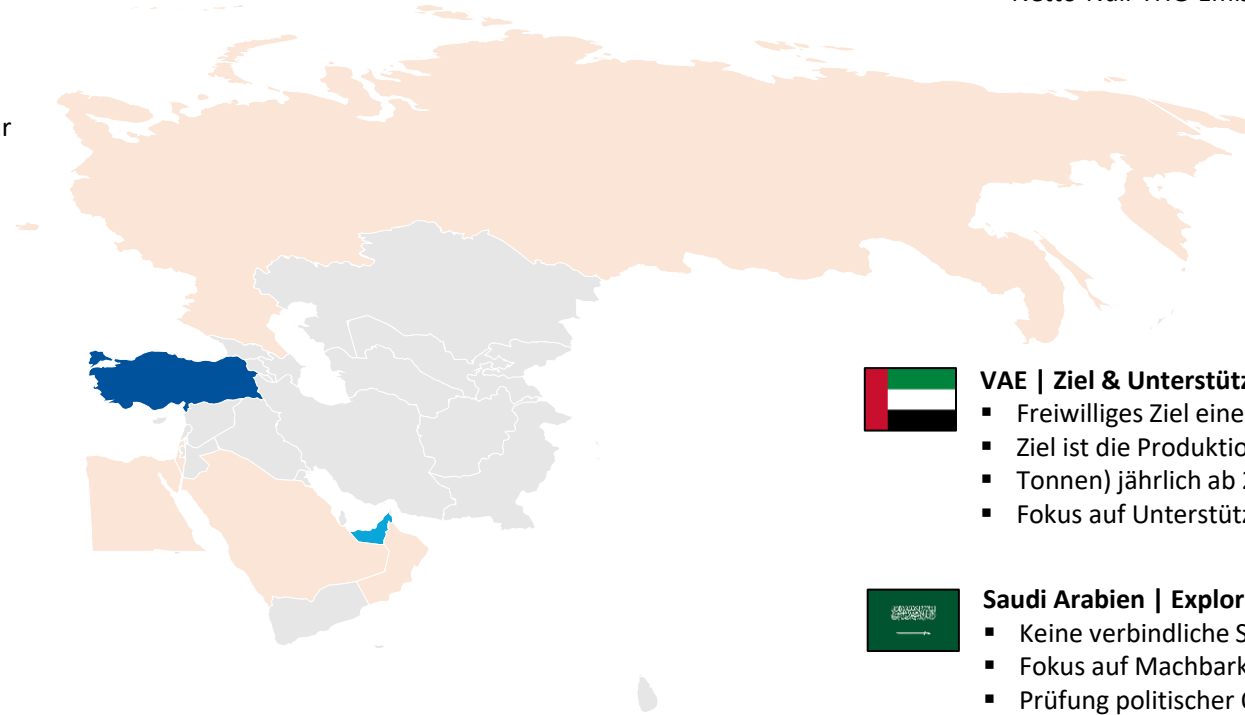 r
VAE | Ziel & Unterstütz
▪ Freiwilliges Ziel eine
▪ Ziel ist die Produktio
▪ Tonnen) jährlich ab
▪ Fokus auf Unterstütz
Saudi Arabien | Explor
▪ Keine verbindliche S
▪ Fokus auf Machbark
▪ Prüfung politischer